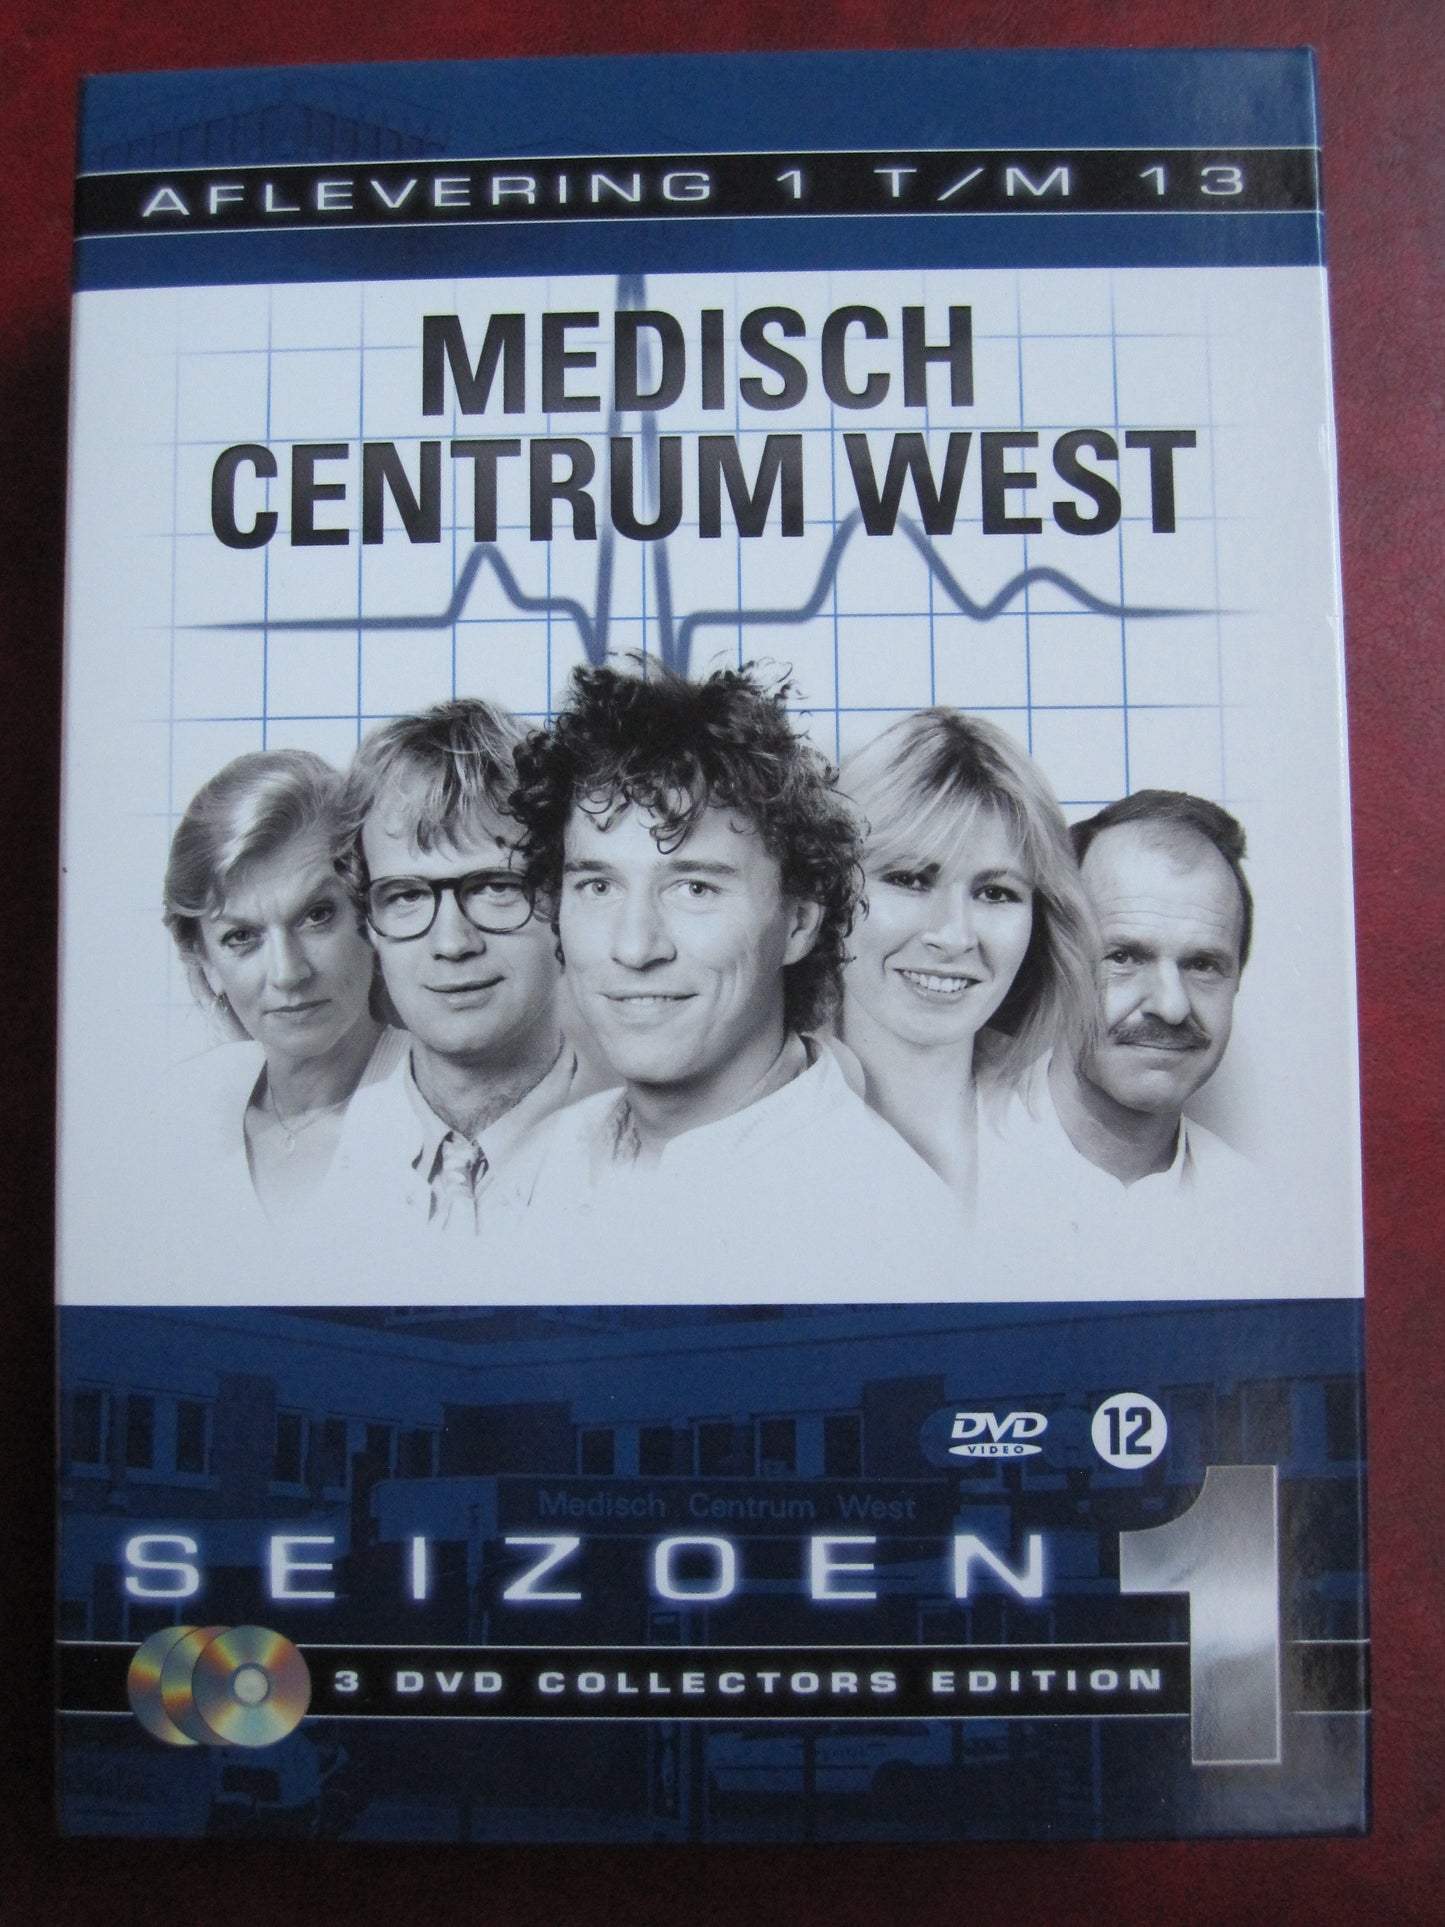 AFLEVERING 1 T/M 13
MEDISCH
CENTRUM WEST
DVD
VIDEO
12
Medisch Centrum West
SEIZOEN 1
3 DVD COLLECTORS EDITION